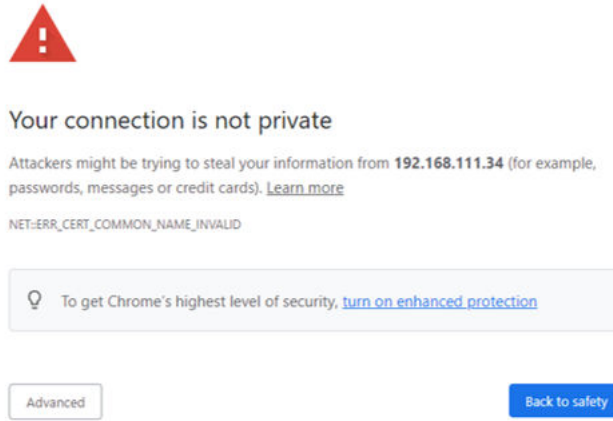 Your connection is not private
Attackers might be trying to steal your information from 192.168.111.34 (for example,
passwords, messages or credit cards). Learn more
NET::ERR_CERT_COMMON_NAME_INVALID
To get Chrome's highest level of security, turn on enhanced protection
Advanced
Back to safety